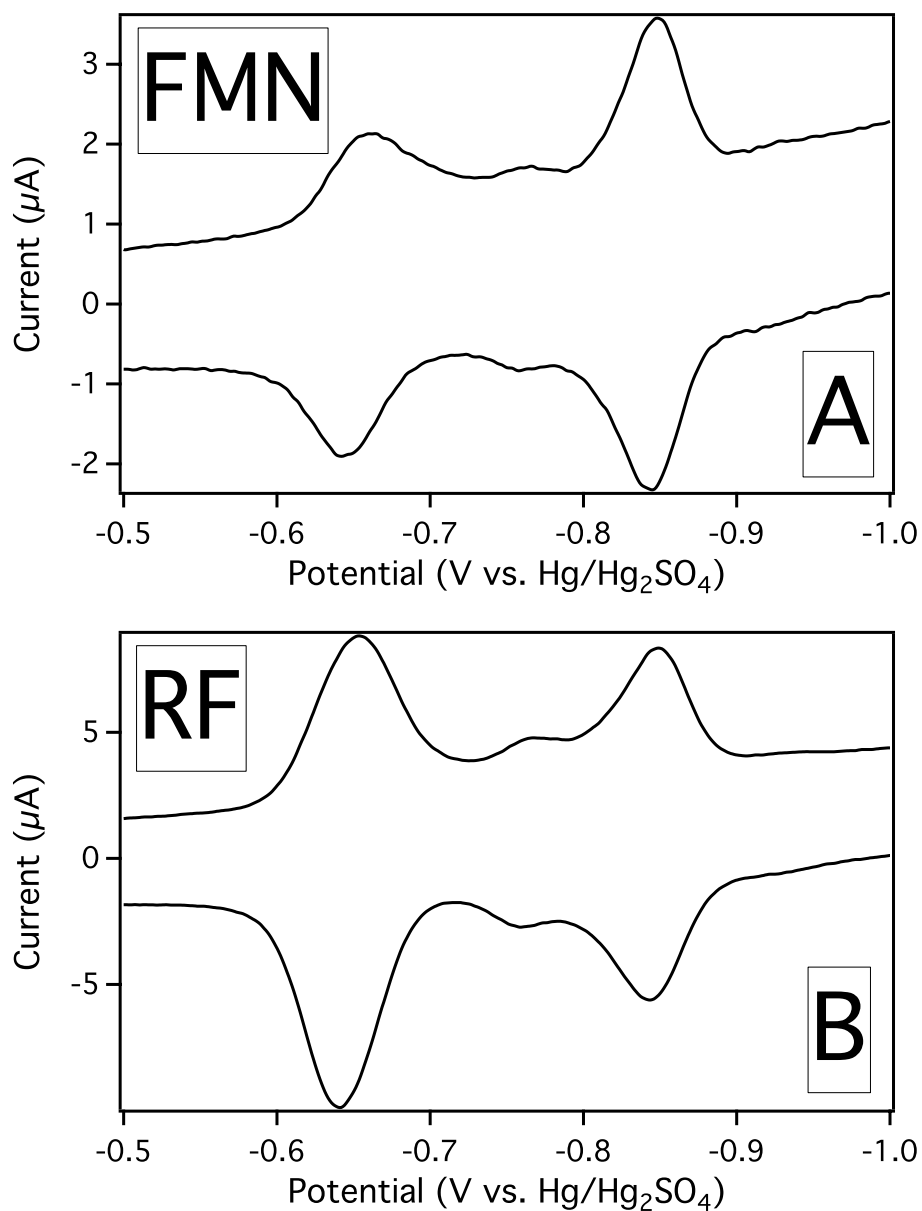 FMN
3
2
1
0
-1
-2
Current (μA)
A
-0.5 -0.6 -0.7 -0.8 -0.9 -1.0
Potential (V vs. Hg/Hg₂SO₄)
RF
5
0
-5
Current (μA)
B
-0.5 -0.6 -0.7 -0.8 -0.9 -1.0
Potential (V vs. Hg/Hg₂SO₄)